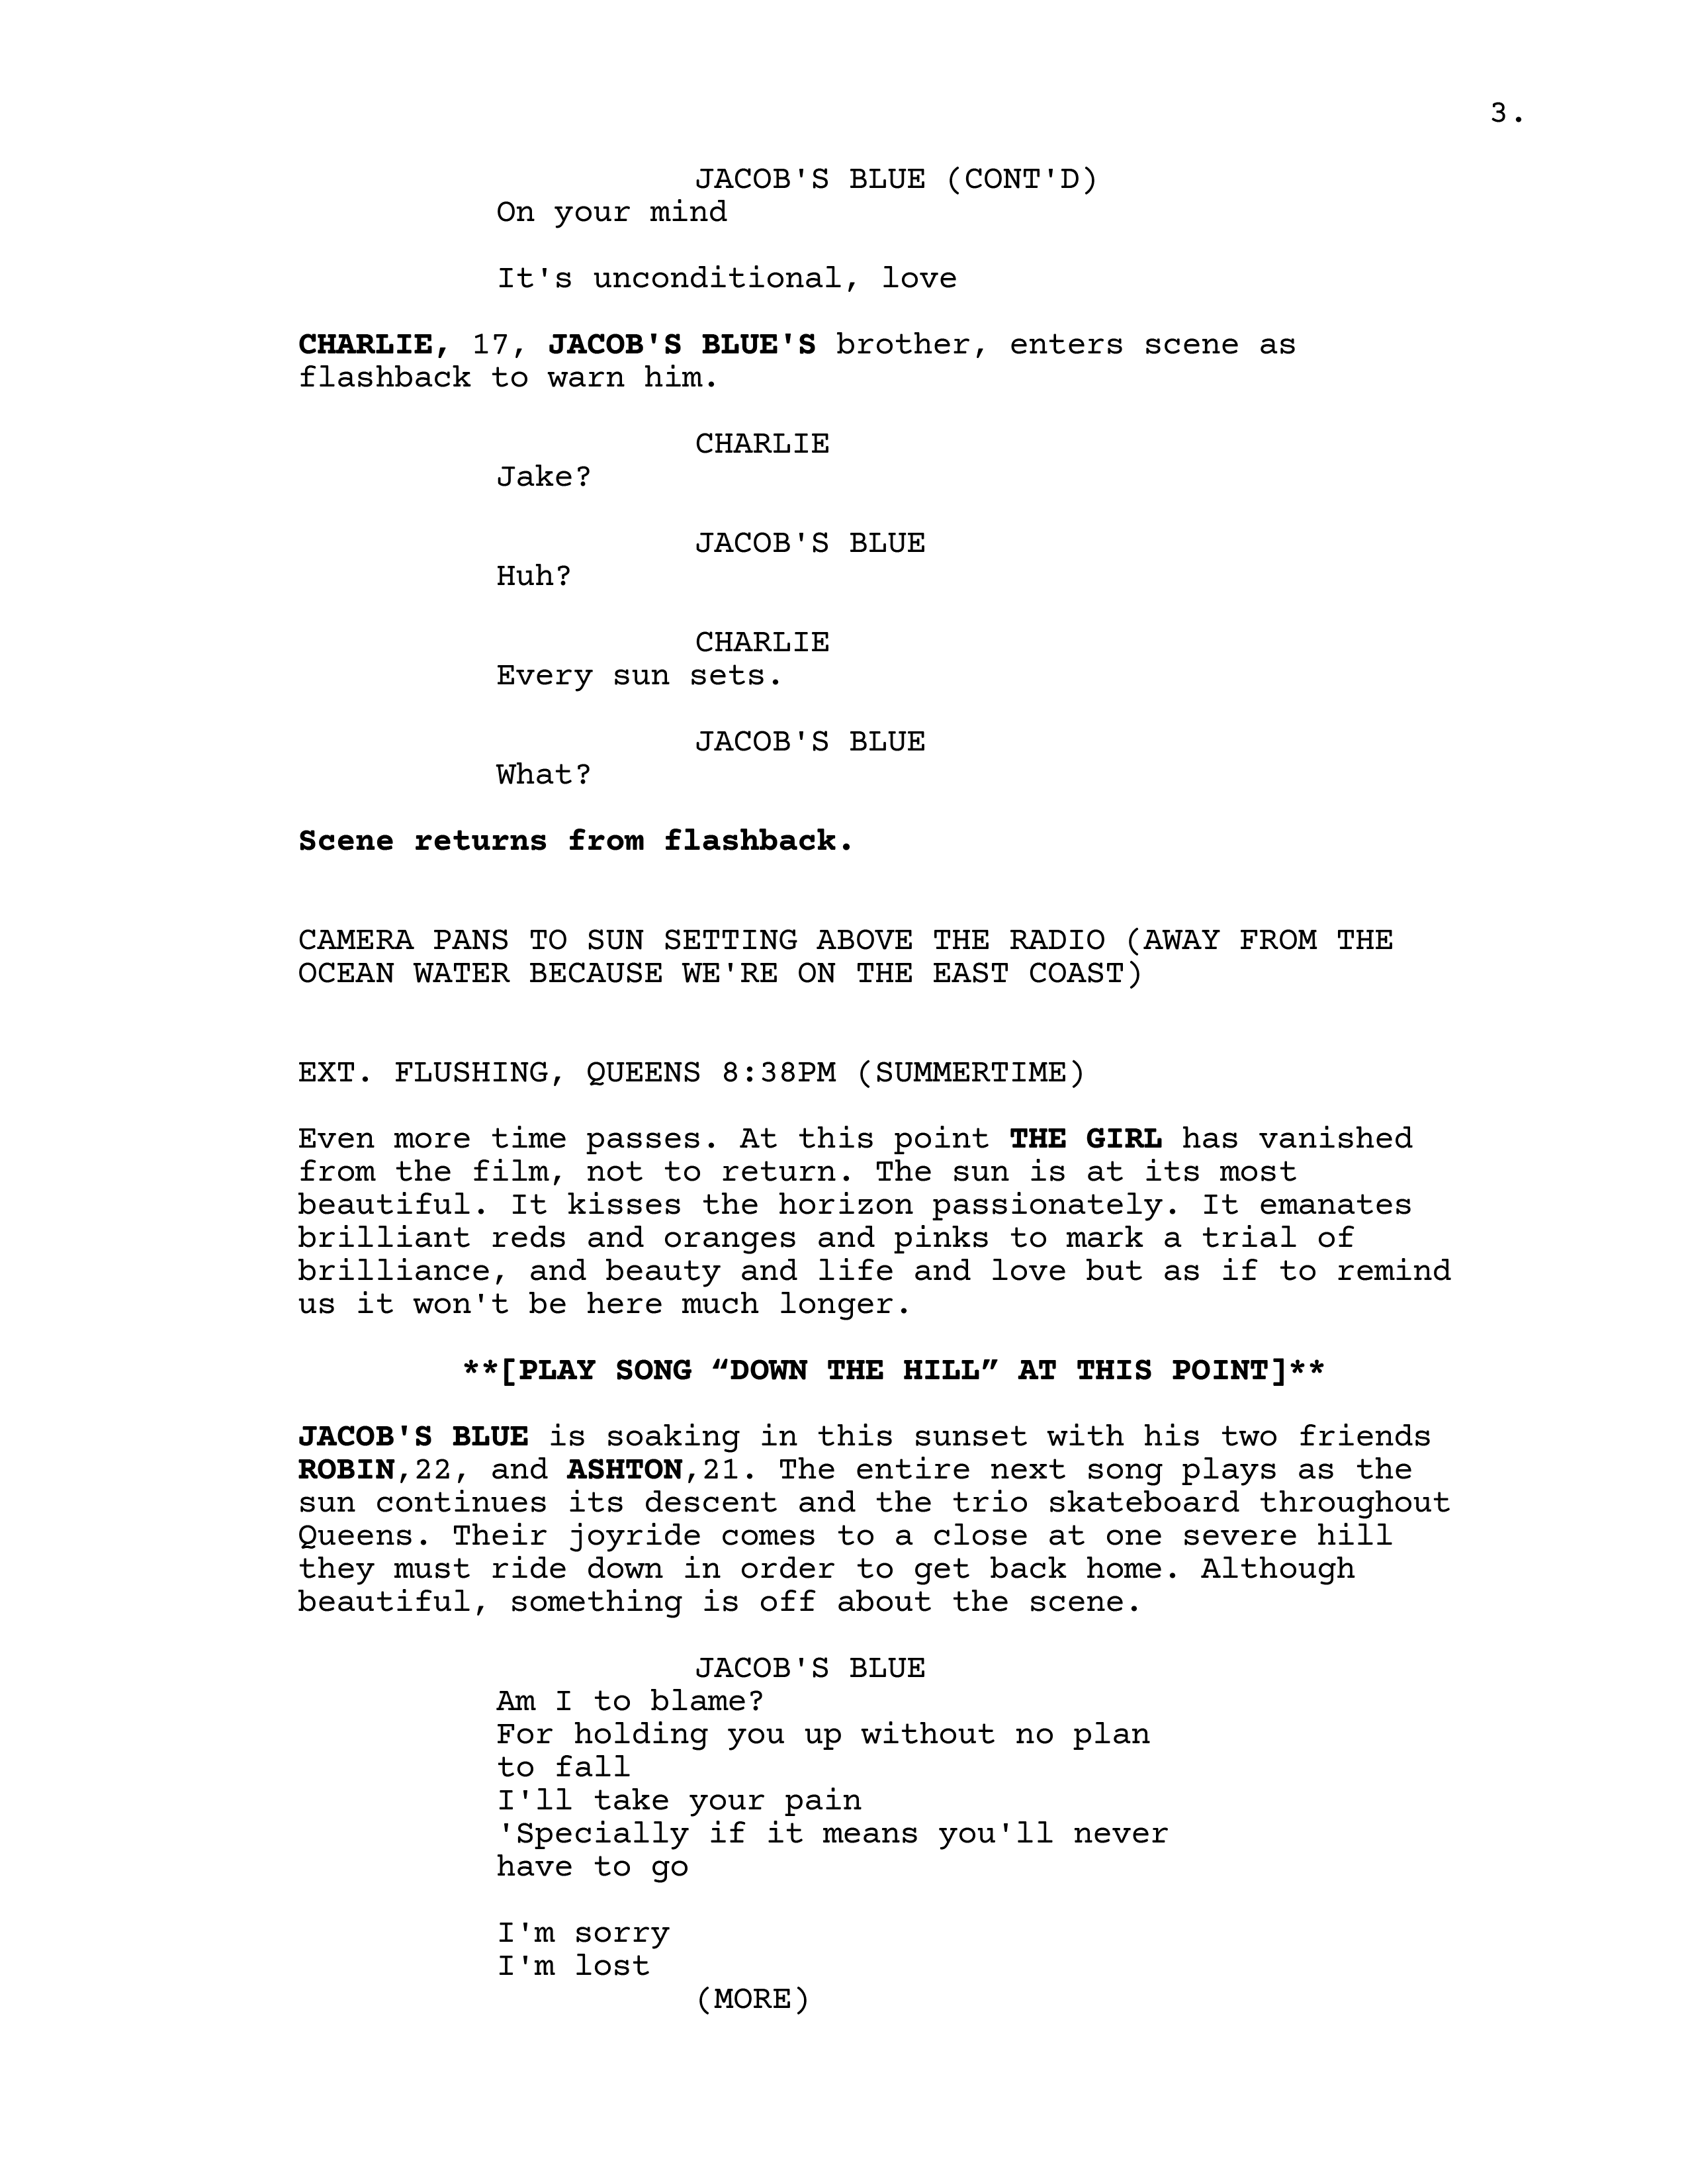 3.
JACOB'S BLUE (CONT'D)
On your mind
It's unconditional, love
CHARLIE, 17, JACOB'S BLUE'S brother, enters scene as
flashback to warn him.
CHARLIE
Jake?
JACOB'S BLUE
Huh?
CHARLIE
Every sun sets.
JACOB'S BLUE
What?
Scene returns from flashback.
CAMERA PANS TO SUN SETTING ABOVE THE RADIO (AWAY FROM THE
OCEAN WATER BECAUSE WE'RE ON THE EAST COAST)
EXT. FLUSHING, QUEENS 8:38PM (SUMMERTIME)
Even more time passes. At this point THE GIRL has vanished
from the film, not to return. The sun is at its most
beautiful. It kisses the horizon passionately. It emanates
brilliant reds and oranges and pinks to mark a trial of
brilliance, and beauty and life and love but as if to remind
us it won't be here much longer.
**[PLAY SONG “DOWN THE HILL” AT THIS POINT]**
JACOB'S BLUE is soaking in this sunset with his two friends
ROBIN,22, and ASHTON,21. The entire next song plays as the
sun continues its descent and the trio skateboard throughout
Queens. Their joyride comes to a close at one severe hill
they must ride down in order to get back home. Although
beautiful, something is off about the scene.
JACOB'S BLUE
Am I to blame?
For holding you up without no plan
to fall
I'll take your pain
'Specially if it means you'll never
have to go
I'm sorry
I'm lost
(MORE)